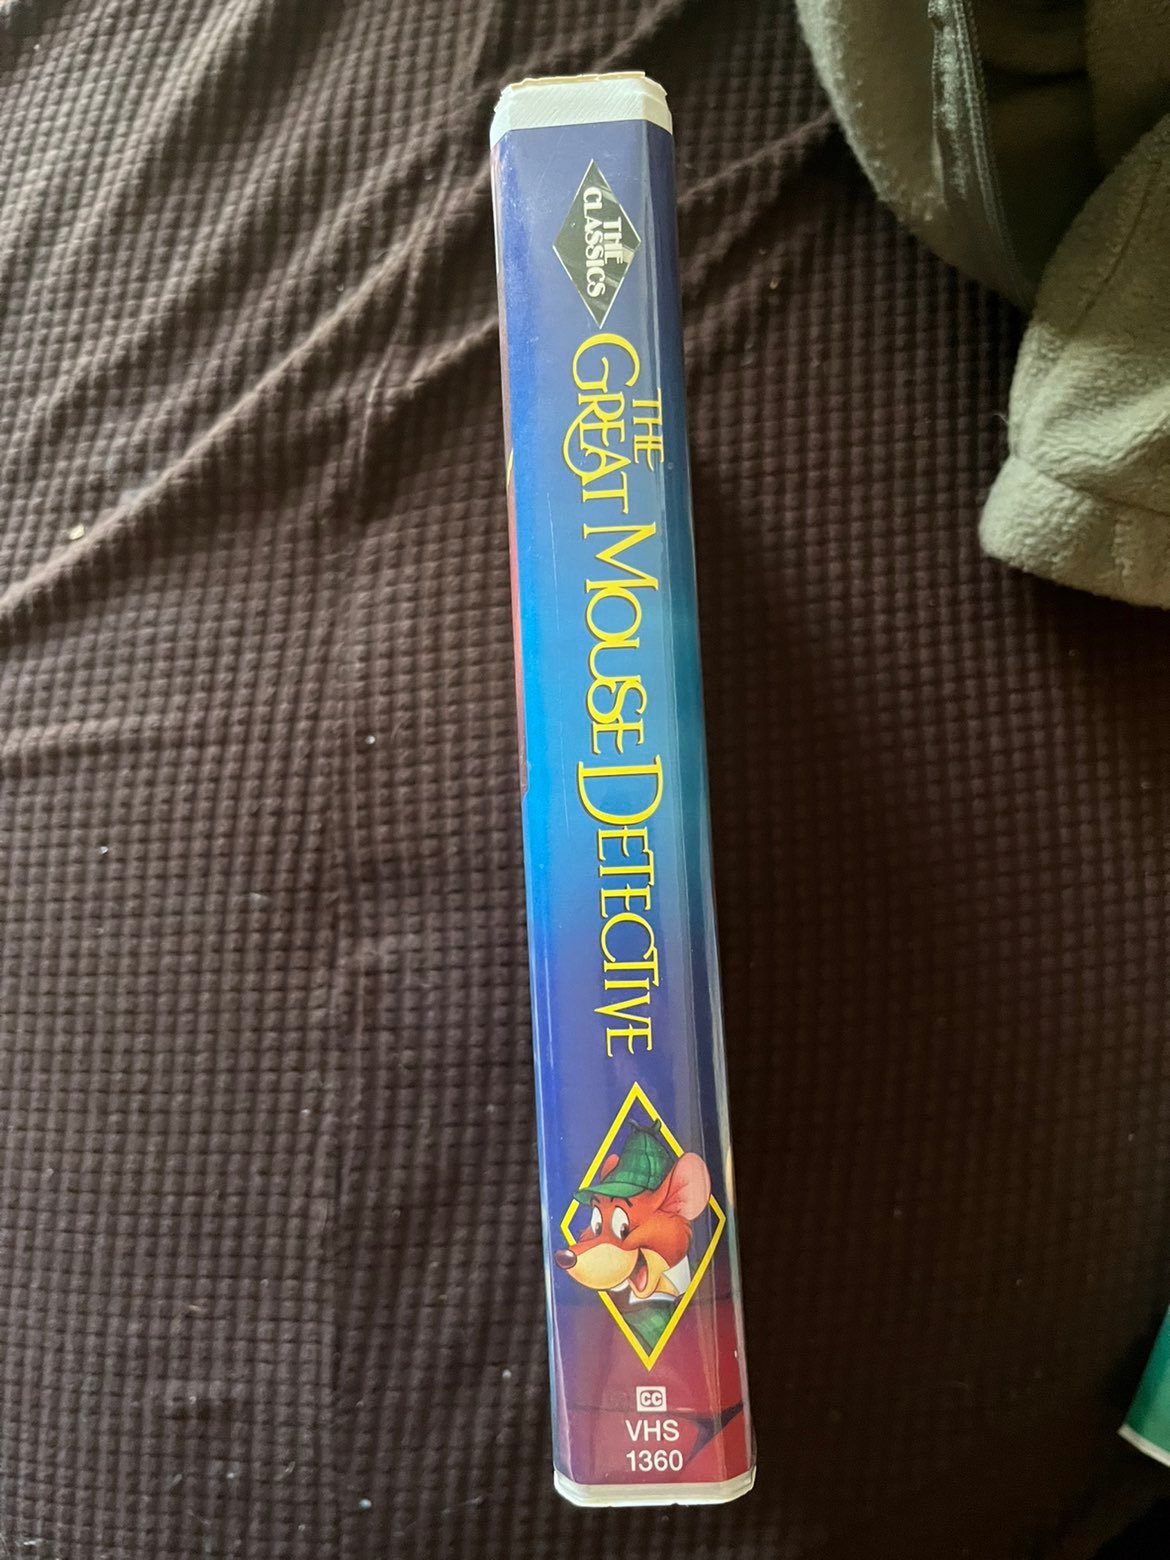 THE
CLASSICS
THE
GREAT MOUSE DETECTIVE
CC
VHS
1360